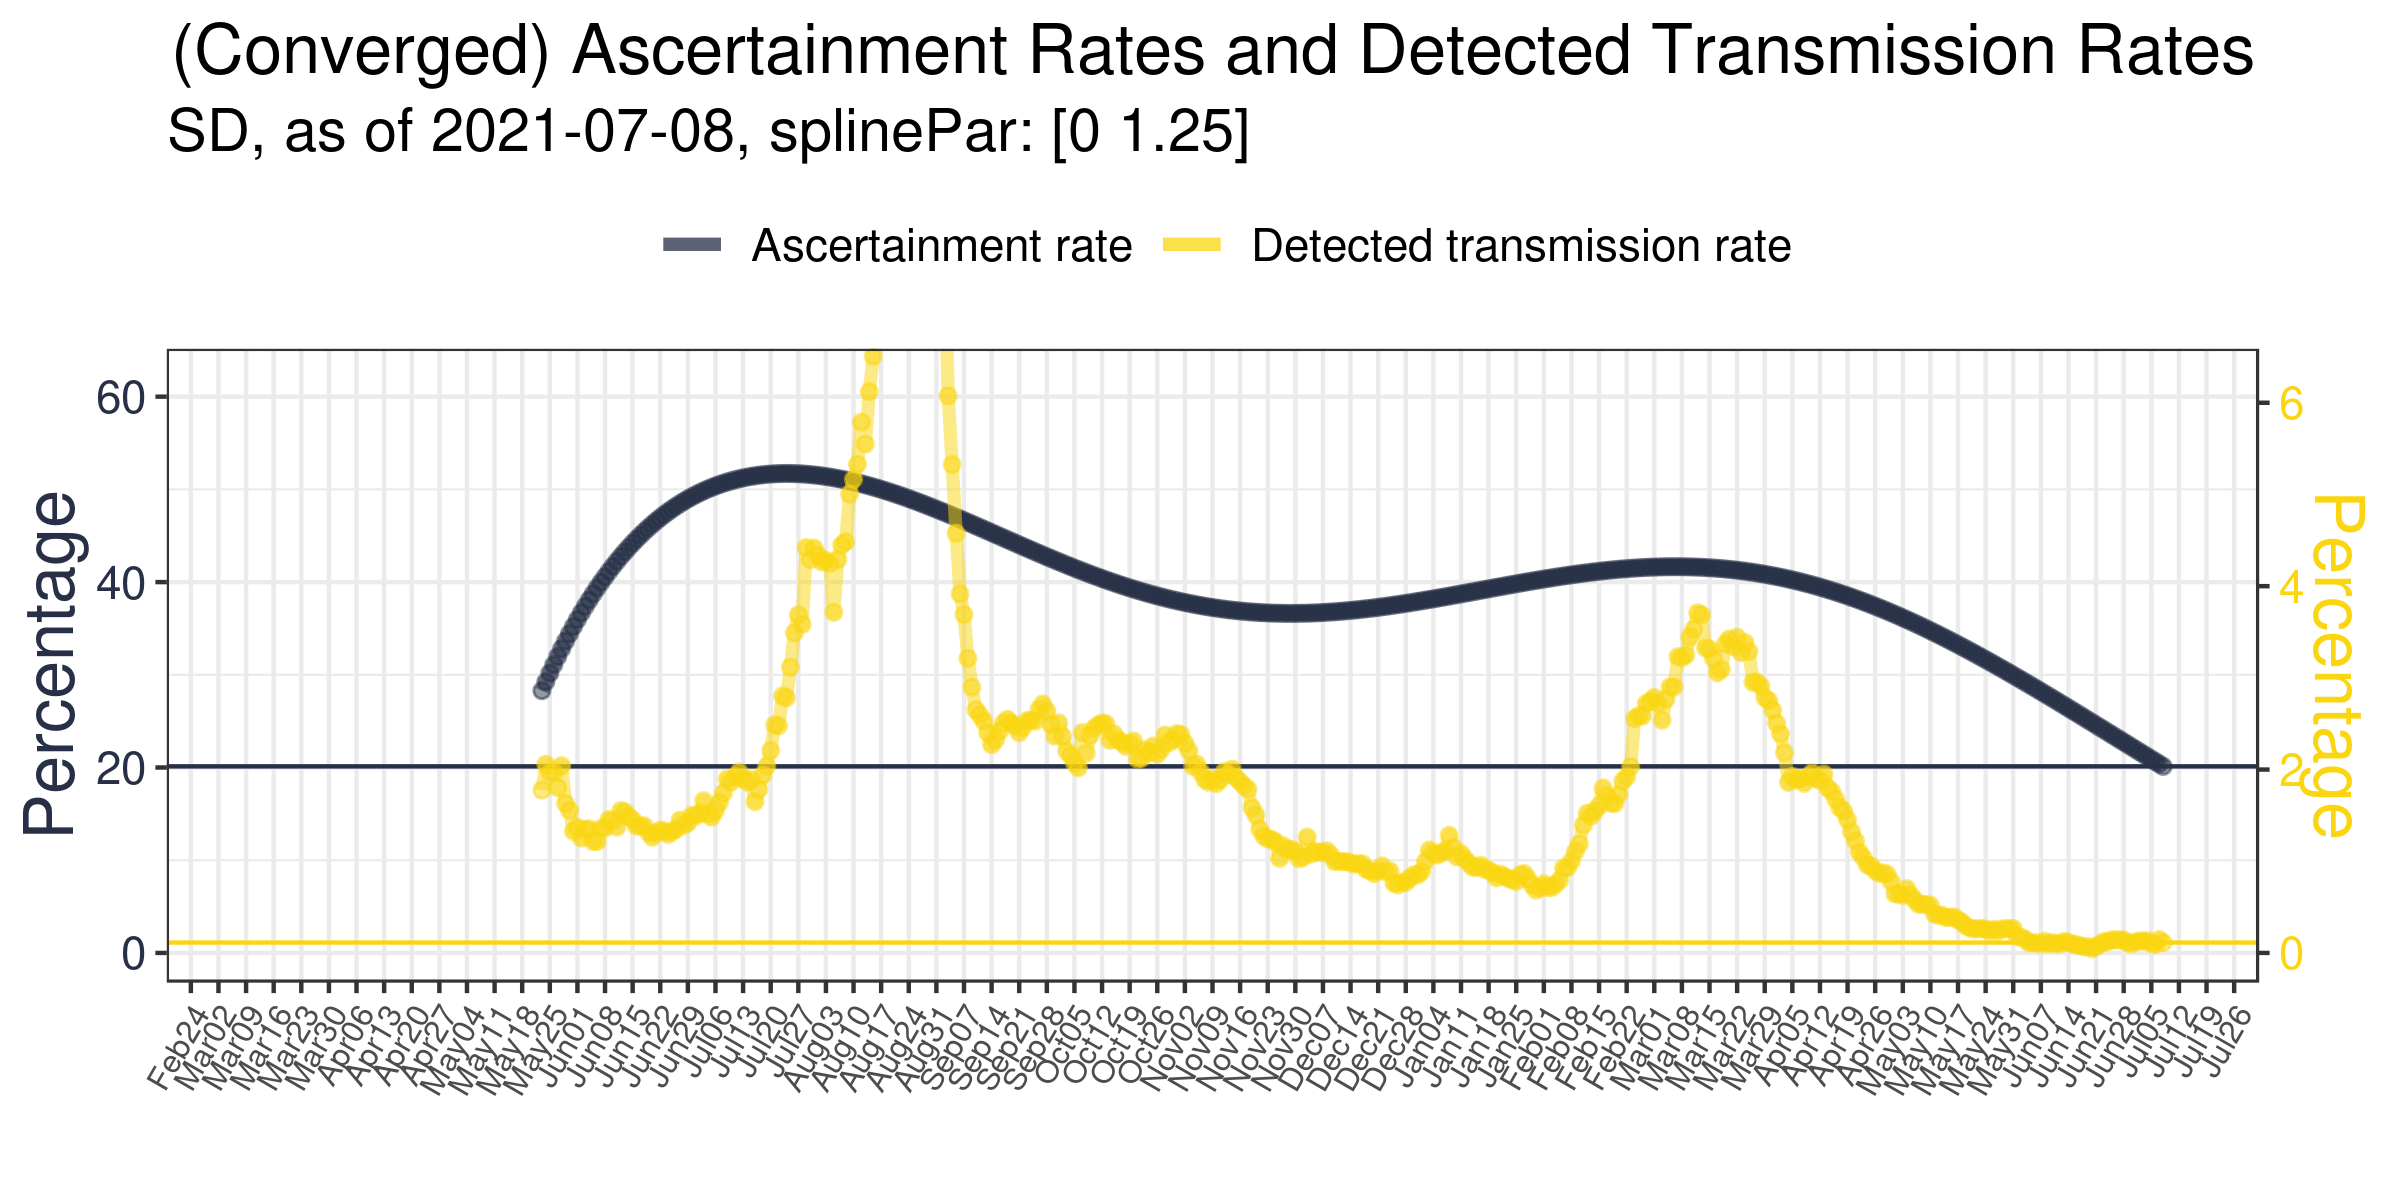 (Converged) Ascertainment Rates and Detected Transmission Rates
SD, as of 2021-07-08, splinePar: [0 1.25]
Ascertainment rate
Detected transmission rate
Percentage
60
40
20
0
6
4
2
0
Percentage
Feb24
Mar02
Mar09
Mar16
Mar23
Mar30
Apr06
Apr13
Apr20
Apr27
May04
May11
May18
May25
Jun01
Jun08
Jun15
Jun22
Jun29
Jul06
Jul13
Jul20
Jul27
Aug03
Aug10
Aug17
Aug24
Aug31
Sep07
Sep14
Sep21
Sep28
Oct05
Oct12
Oct19
Oct26
Nov02
Nov09
Nov16
Nov23
Nov30
Dec07
Dec14
Dec21
Dec28
Jan04
Jan11
Jan18
Jan25
Feb01
Feb08
Feb15
Feb22
Mar01
Mar08
Mar15
Mar22
Mar29
Apr05
Apr12
Apr19
Apr26
May03
May10
May17
May24
May31
Jun07
Jun14
Jun21
Jun28
Jul05
Jul12
Jul19
Jul26